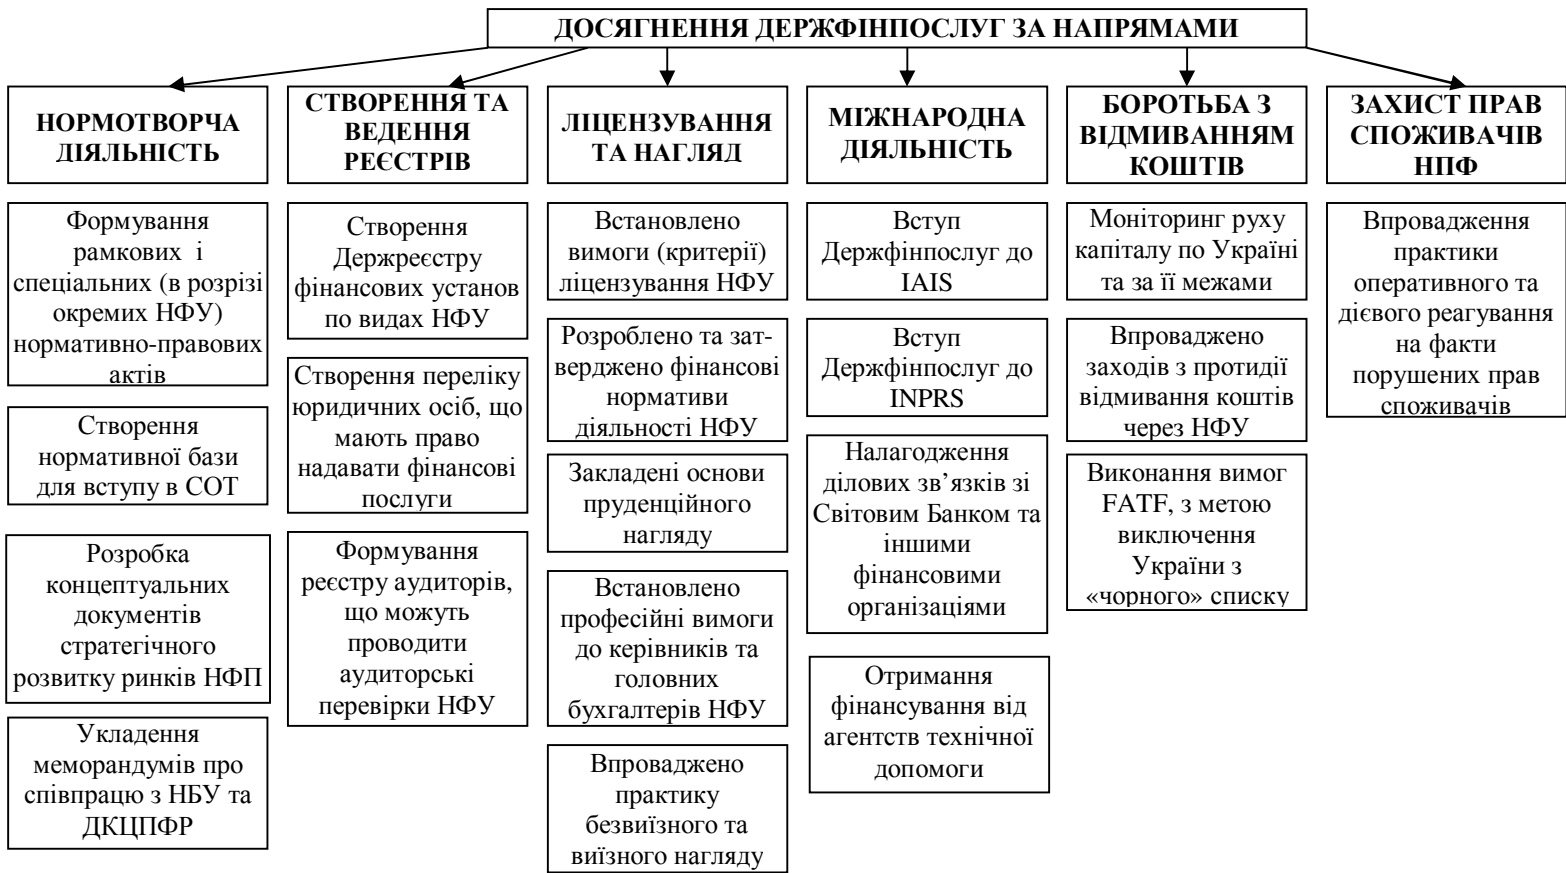 ДОСЯГНЕННЯ ДЕРЖФІНПОСЛУГ ЗА НАПРЯМАМИ
НОРМОТВОРЧА
ДІЯЛЬНІСТЬ
Формування
рамкових і
спеціальних (в розрізі
окремих НФУ)
нормативно-правових
актів
Створення
нормативної бази
для вступу в СОТ
Розробка
концептуальних
документів
стратегічного
розвитку ринків НФП
Укладення
меморандумів про
співпрацю з НБУ та
ДКЦПФР
СТВОРЕННЯ ТА
ВЕДЕННЯ
РЕЄСТРІВ
Створення
Держреєстру
фінансових установ
по видах НФУ
Створення переліку
юридичних осіб, що
мають право
надавати фінансові
послуги
Формування
реєстру аудиторів,
що можуть
проводити
аудиторські
перевірки НФУ
ЛІЦЕНЗУВАННЯ
ТА НАГЛЯД
Встановлено
вимоги (критерії)
ліцензування НФУ
Розроблено та зат-
верджено фінансові
нормативи
діяльності НФУ
Закладені основи
пруденційного
нагляду
Встановлено
професійні вимоги
до керівників та
головних
бухгалтерів НФУ
Впроваджено
практику
безвиїзного та
виїзного нагляду
МІЖНАРОДНА
ДІЯЛЬНІСТЬ
Вступ
Держфінпослуг до
IAIS
Вступ
Держфінпослуг до
INPRS
Налагодження
ділових зв’язків зі
Світовим Банком та
іншими
фінансовими
організаціями
Отримання
фінансування від
агентств технічної
допомоги
БОРОТЬБА З
ВІДМИВАННЯМ
КОШТІВ
Моніторинг руху
капіталу по Україні
та за її межами
Впроваджено
заходів з протидії
відмивання коштів
через НФУ
Виконання вимог
FATF, з метою
виключення
України з
«чорного» списку
ЗАХИСТ ПРАВ
СПОЖИВАЧІВ
НПФ
Впровадження
практики
оперативного та
дієвого реагування
на факти
порушених прав
споживачів